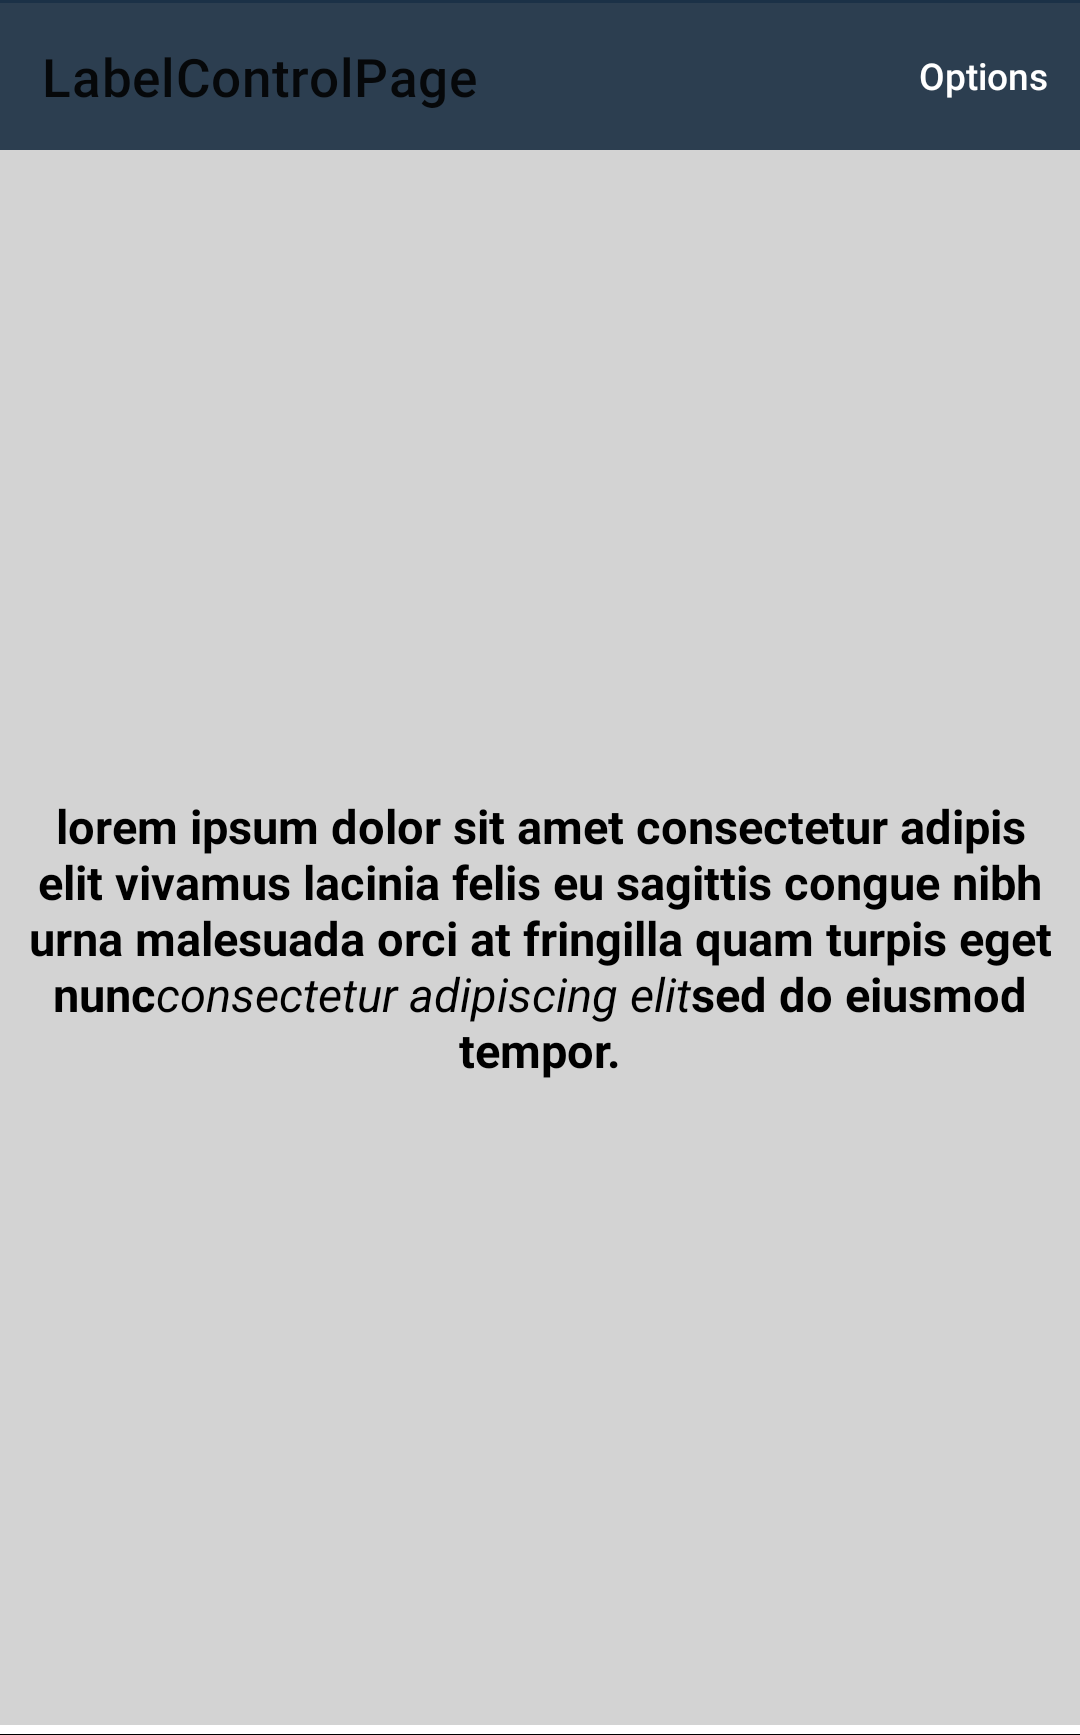 LabelControlPage
Options
lorem ipsum dolor sit amet consectetur adipis
elit vivamus lacinia felis eu sagittis congue nibh
urna malesuada orci at fringilla quam turpis eget
nuncconsectetur adipiscing elitsed do eiusmod
tempor.